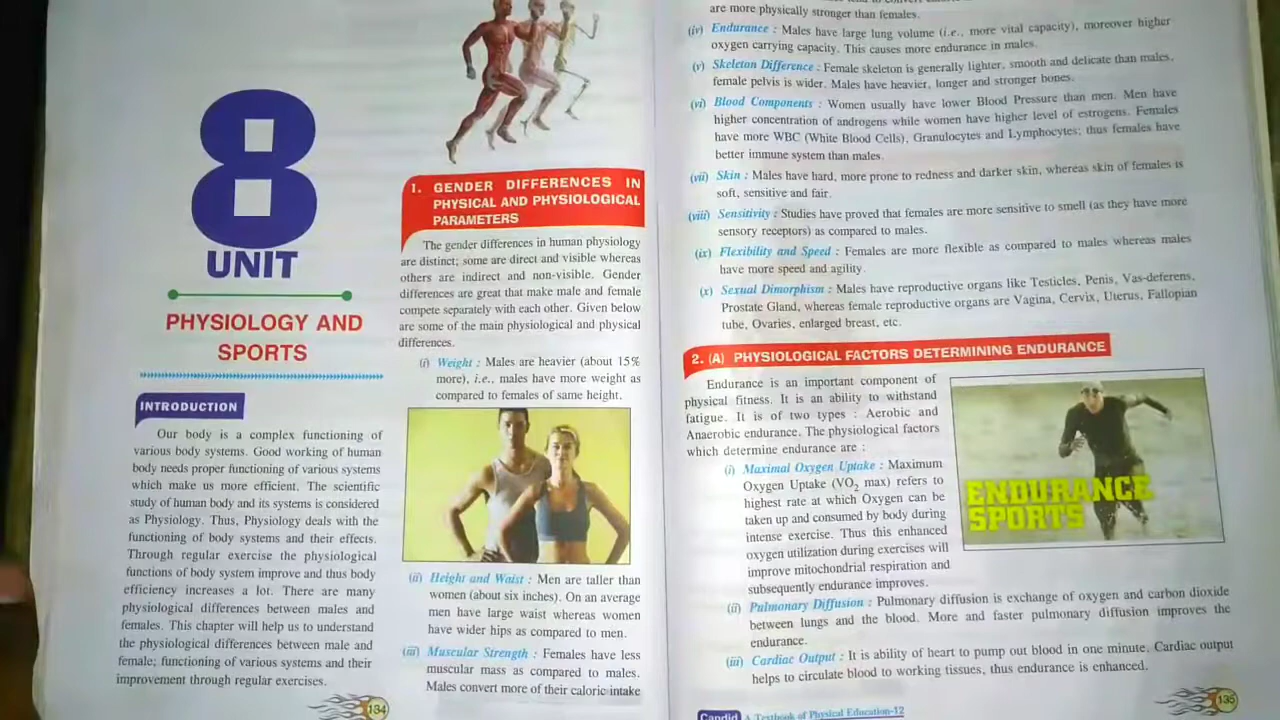 8
UNIT
PHYSIOLOGY AND
SPORTS
INTRODUCTION
Our body is a complex functioning of
various body systems. Good working of human
body needs proper functioning of various systems
which make us more efficient. The scientific
study of human body and its systems is considered
as Physiology. Thus, Physiology deals with the
functioning of body systems and their effects.
Through regular exercise the physiological
functions of body system improve and thus body
efficiency increases a lot. There are many
physiological differences between males and
females. This chapter will help us to understand
the physiological differences between male and
female; functioning of various systems and their
improvement through regular exercises.
1. GENDER DIFFERENCES IN
PHYSICAL AND PHYSIOLOGICAL
PARAMETERS
The gender differences in human physiology
are distinct; some are direct and visible whereas
others are indirect and non-visible. Gender
differences are great that make male and female
compete separately with each other. Given below
are some of the main physiological and physical
differences.
(i) Weight : Males are heavier (about 15%
more), i.e., males have more weight as
compared to females of same height.
(ii) Height and Waist : Men are taller than
women (about six inches). On an average
men have large waist whereas women
have wider hips as compared to men.
(iii) Muscular Strength : Females have less
muscular mass as compared to males.
Males convert more of their caloric intake
134
are more physically stronger than females.
(iv) Endurance : Males have large lung volume (i.e., more vital capacity), moreover higher
oxygen carrying capacity. This causes more endurance in males.
(v) Skeleton Difference : Female skeleton is generally lighter, smooth and delicate than males,
female pelvis is wider. Males have heavier, longer and stronger bones.
(vi) Blood Components : Women usually have lower Blood Pressure than men. Men have
higher concentration of androgens while women have higher level of estrogens. Females
have more WBC (White Blood Cells), Granulocytes and Lymphocytes; thus females have
better immune system than males.
(vii) Skin : Males have hard, more prone to redness and darker skin, whereas skin of females is
soft, sensitive and fair.
(viii) Sensitivity : Studies have proved that females are more sensitive to smell (as they have more
sensory receptors) as compared to males.
(ix) Flexibility and Speed : Females are more flexible as compared to males whereas males
have more speed and agility.
(x) Sexual Dimorphism : Males have reproductive organs like Testicles, Penis, Vas-deferens,
Prostate Gland, whereas female reproductive organs are Vagina, Cervix, Uterus, Fallopian
tube, Ovaries, enlarged breast, etc.
2. (A) PHYSIOLOGICAL FACTORS DETERMINING ENDURANCE
Endurance is an important component of
physical fitness. It is an ability to withstand
fatigue. It is of two types : Aerobic and
Anaerobic endurance. The physiological factors
which determine endurance are :
(i) Maximal Oxygen Uptake : Maximum
Oxygen Uptake (VO2 max) refers to
highest rate at which Oxygen can be
taken up and consumed by body during
intense exercise. Thus this enhanced
oxygen utilization during exercises will
improve mitochondrial respiration and
subsequently endurance improves.
ENDURANCE
SPORTS
(ii) Pulmonary Diffusion : Pulmonary diffusion is exchange of oxygen and carbon dioxide
between lungs and the blood. More and faster pulmonary diffusion improves the
endurance.
(iii) Cardiac Output : It is ability of heart to pump out blood in one minute. Cardiac output
helps to circulate blood to working tissues, thus endurance is enhanced.
Candid A Textbook of Physical Education-12
135